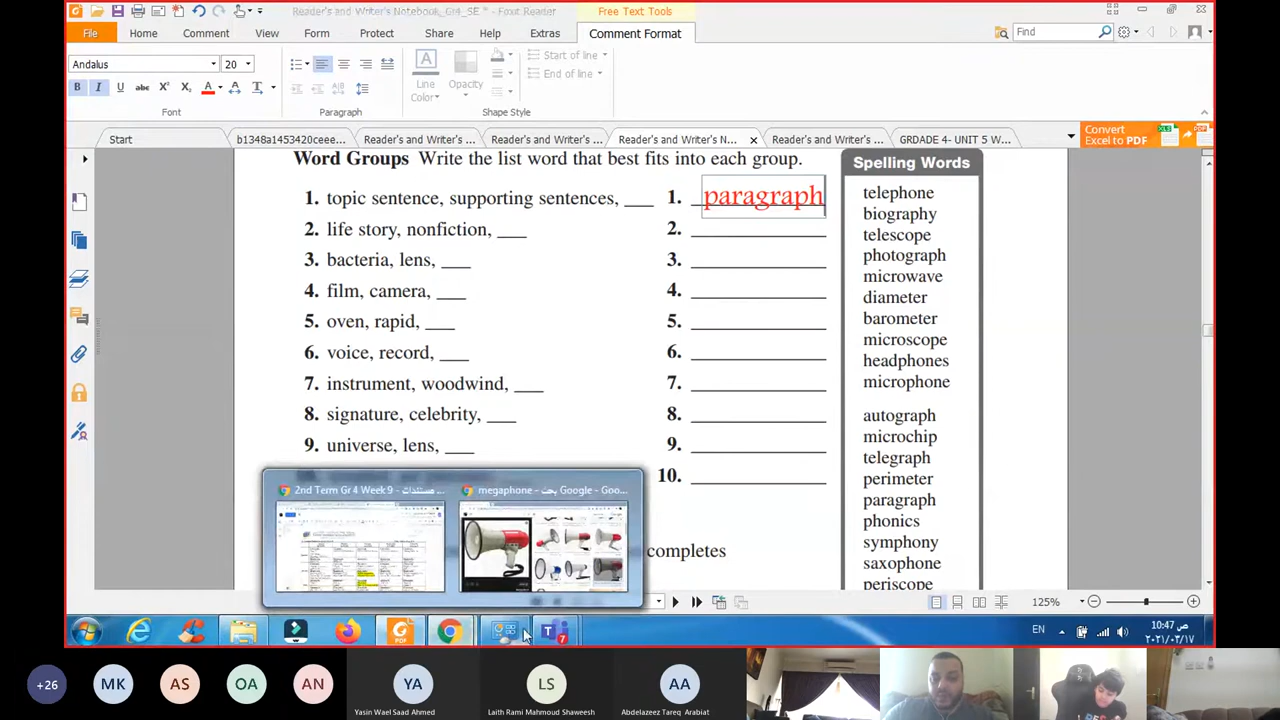 Reader's and Writer's Notebook_Gr4_SE * - Foxit Reader
Free Text Tools
File Home Comment View Form Protect Share Help Extras Comment Format Find
Andalus 20
Line Color Opacity Start of line
End of line
Font Paragraph Shape Style
Start b1348a1453420ceee... Reader's and Writer's ... Reader's and Writer's ... Reader's and Writer's N... Reader's and Writer's ... GRDADE 4- UNIT 5 W...
Convert
Excel to PDF
Word Groups Write the list word that best fits into each group.
1. topic sentence, supporting sentences, ___ 1. paragraph
2. life story, nonfiction, ___ 2.
3. bacteria, lens, ___ 3.
4. film, camera, ___ 4.
5. oven, rapid, ___ 5.
6. voice, record, ___ 6.
7. instrument, woodwind, ___ 7.
8. signature, celebrity, ___ 8.
9. universe, lens, ___ 9.
10.
completes
Spelling Words
telephone
biography
telescope
photograph
microwave
diameter
barometer
microscope
headphones
microphone
autograph
microchip
telegraph
perimeter
paragraph
phonics
symphony
saxophone
periscope
2nd Term Gr 4 Week 9 - مستندات ...
megaphone - بحث Google - Goo...
125%
EN
ص 10:47
٢٠٢١/٠٣/١٧
+26 MK AS OA AN YA LS AA
Yasin Wael Saad Ahmed Laith Rami Mahmoud Shaweesh Abdelazeez Tareq Arabiat